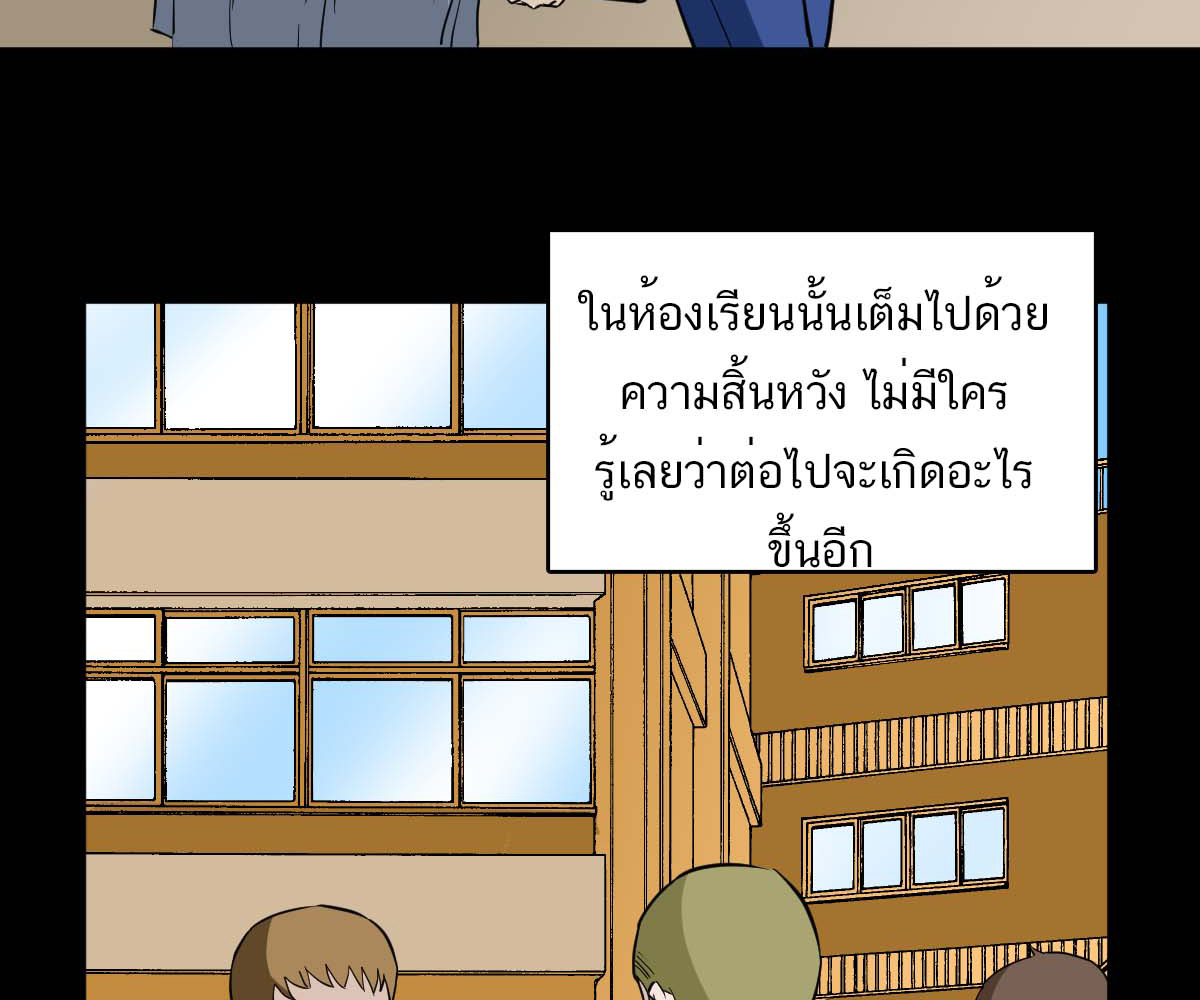 ในห้องเรียนนั้นเต็มไปด้วย
ความสิ้นหวัง ไม่มีใคร
รู้เลยว่าต่อไปจะเกิดอะไร
ขึ้นอีก